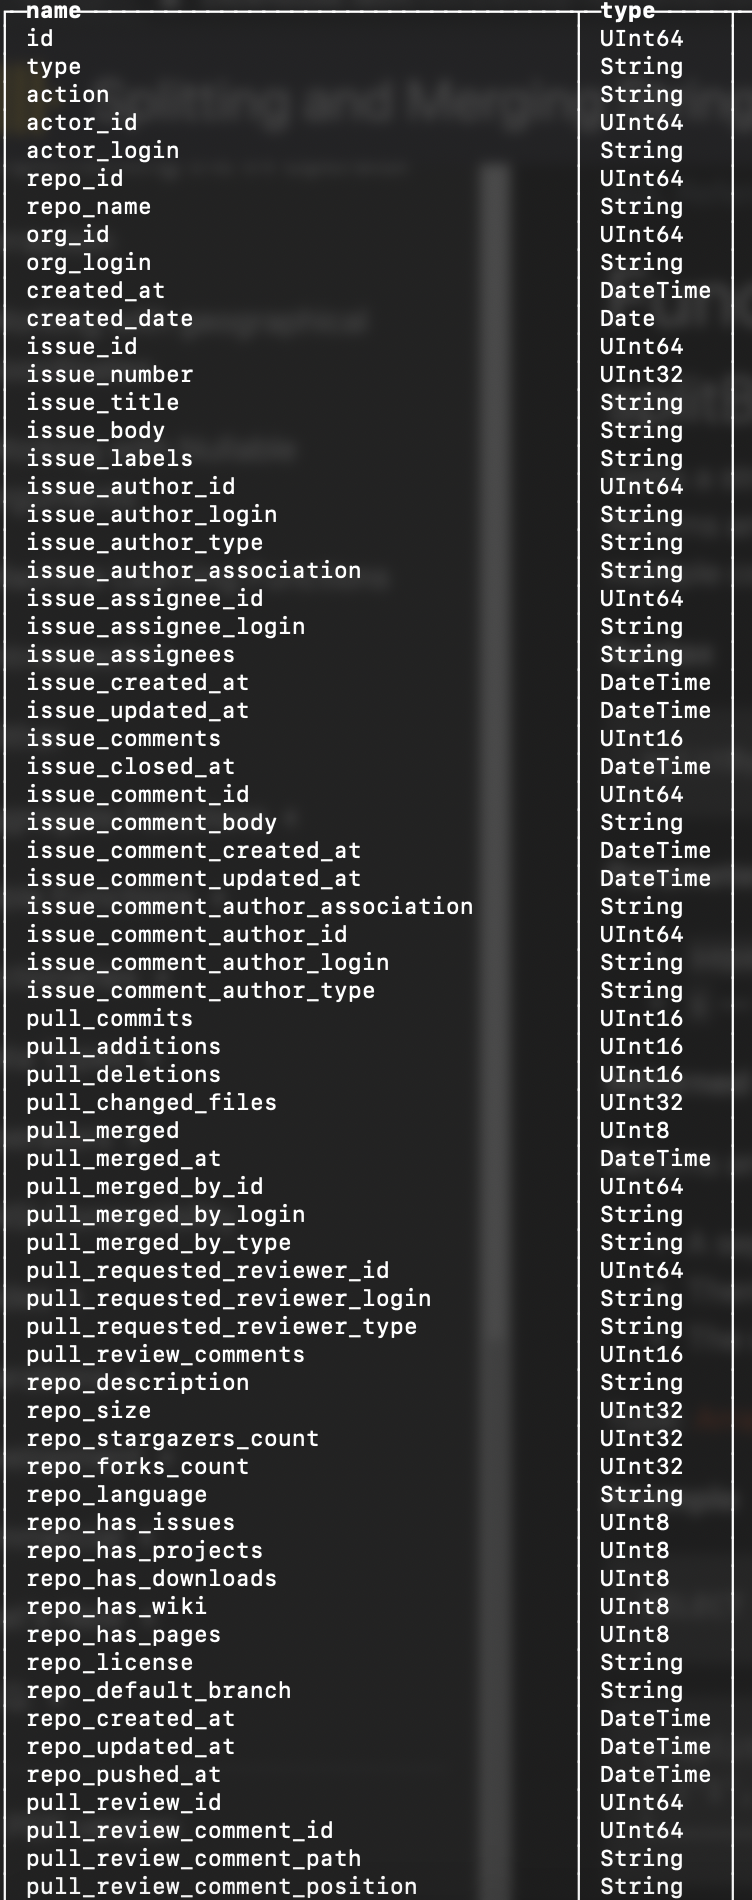 name type
id UInt64
type String
action String
actor_id UInt64
actor_login String
repo_id UInt64
repo_name String
org_id UInt64
org_login String
created_at DateTime
created_date Date
issue_id UInt64
issue_number UInt32
issue_title String
issue_body String
issue_labels String
issue_author_id UInt64
issue_author_login String
issue_author_type String
issue_author_association String
issue_assignee_id UInt64
issue_assignee_login String
issue_assignees String
issue_created_at DateTime
issue_updated_at DateTime
issue_comments UInt16
issue_closed_at DateTime
issue_comment_id UInt64
issue_comment_body String
issue_comment_created_at DateTime
issue_comment_updated_at DateTime
issue_comment_author_association String
issue_comment_author_id UInt64
issue_comment_author_login String
issue_comment_author_type String
pull_commits UInt16
pull_additions UInt16
pull_deletions UInt16
pull_changed_files UInt32
pull_merged UInt8
pull_merged_at DateTime
pull_merged_by_id UInt64
pull_merged_by_login String
pull_merged_by_type String
pull_requested_reviewer_id UInt64
pull_requested_reviewer_login String
pull_requested_reviewer_type String
pull_review_comments UInt16
repo_description String
repo_size UInt32
repo_stargazers_count UInt32
repo_forks_count UInt32
repo_language String
repo_has_issues UInt8
repo_has_projects UInt8
repo_has_downloads UInt8
repo_has_wiki UInt8
repo_has_pages UInt8
repo_license String
repo_default_branch String
repo_created_at DateTime
repo_updated_at DateTime
repo_pushed_at DateTime
pull_review_id UInt64
pull_review_comment_id UInt64
pull_review_comment_path String
pull_review_comment_position String